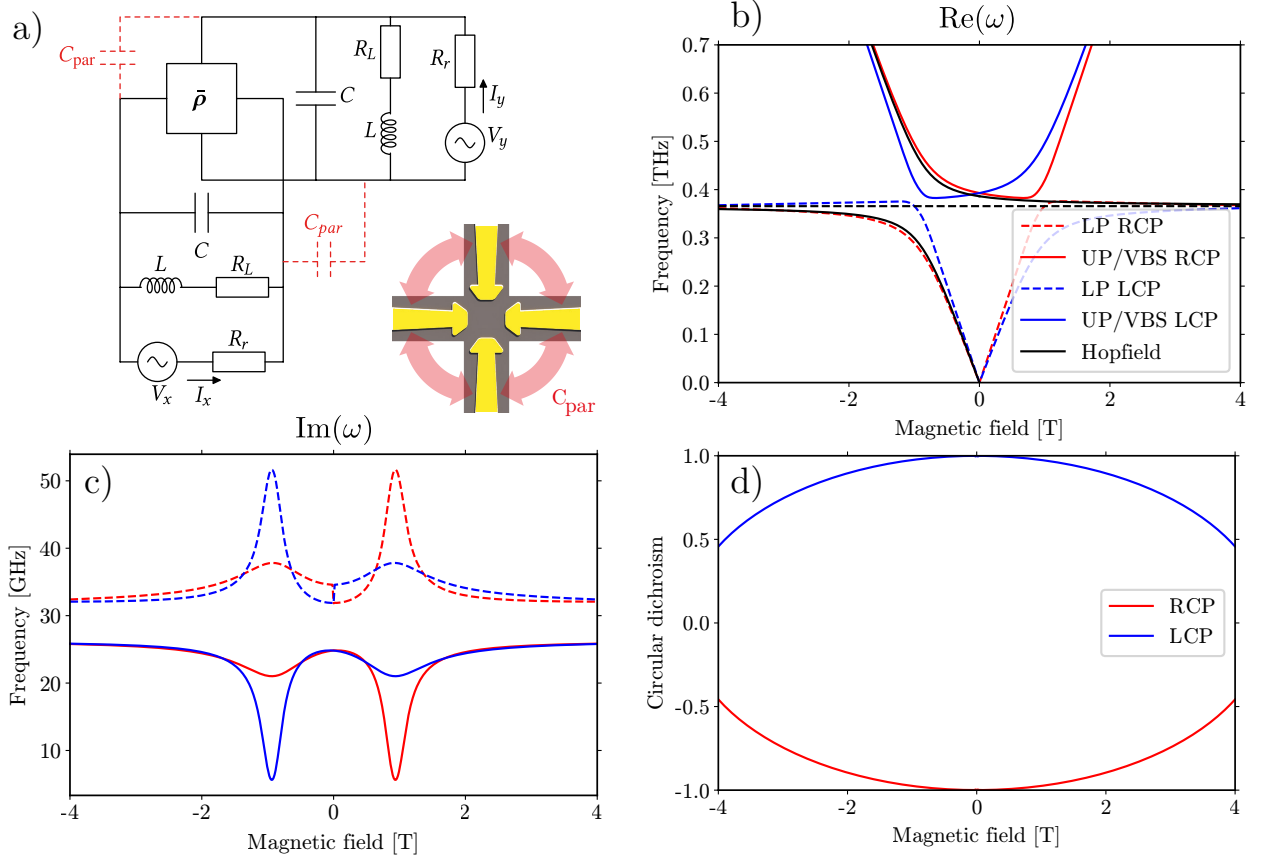 a)
C_par
ρ̄
C
R_L
L
R_r
I_y
V_y
C
C_par
L
R_L
R_r
V_x
I_x
C_par
b)
Re(ω)
Frequency [THz]
0.7
0.6
0.5
0.4
0.3
0.2
0.1
0.0
-4
-2
0
2
4
Magnetic field [T]
LP RCP
UP/VBS RCP
LP LCP
UP/VBS LCP
Hopfield
Im(ω)
c)
Frequency [GHz]
50
40
30
20
10
-4
-2
0
2
4
Magnetic field [T]
d)
Circular dichroism
1.0
0.5
0.0
-0.5
-1.0
-4
-2
0
2
4
Magnetic field [T]
RCP
LCP